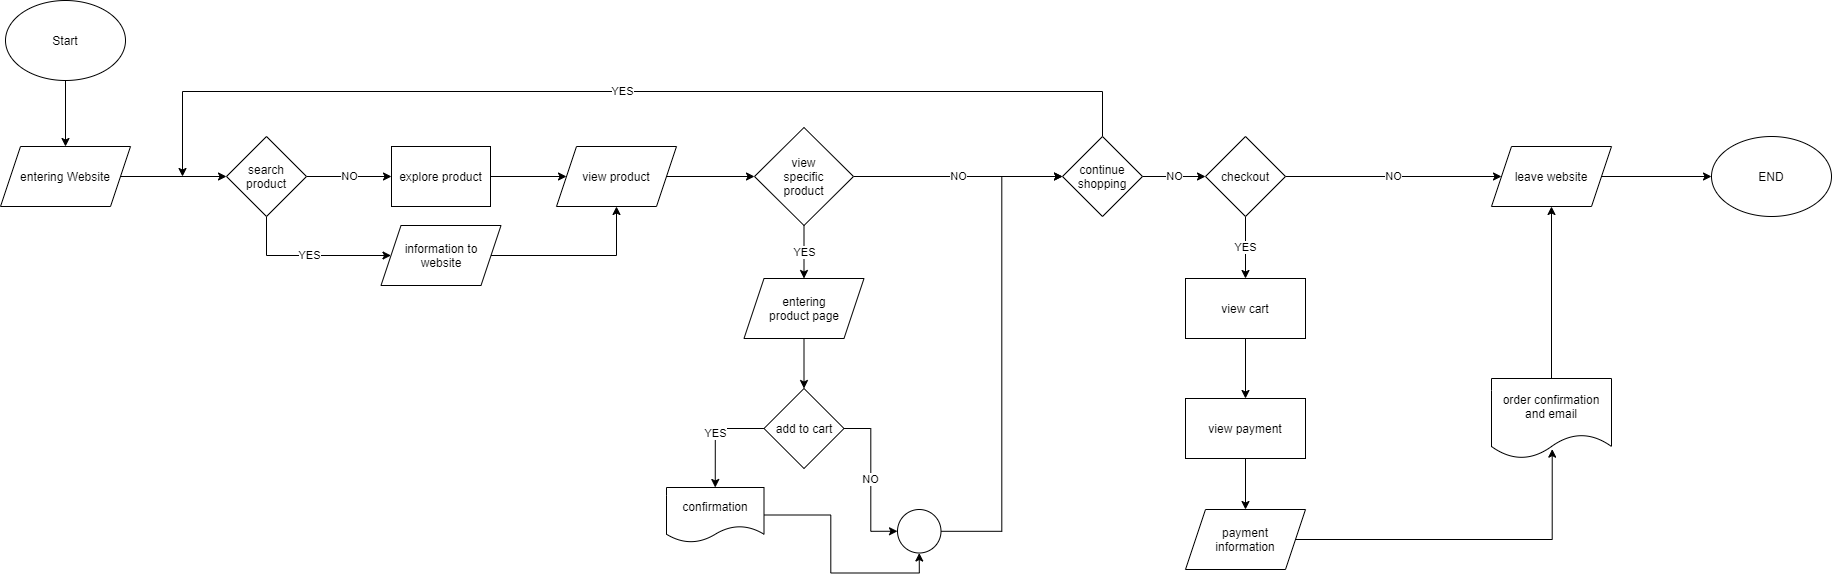 Start
YES
entering Website
search
product
NO
explore product
view product
view
specific
product
NO
continue
shopping
NO
checkout
NO
leave website
END
YES
information to
website
YES
entering
product page
YES
view cart
add to cart
YES
NO
confirmation
view payment
payment
information
order confirmation
and email